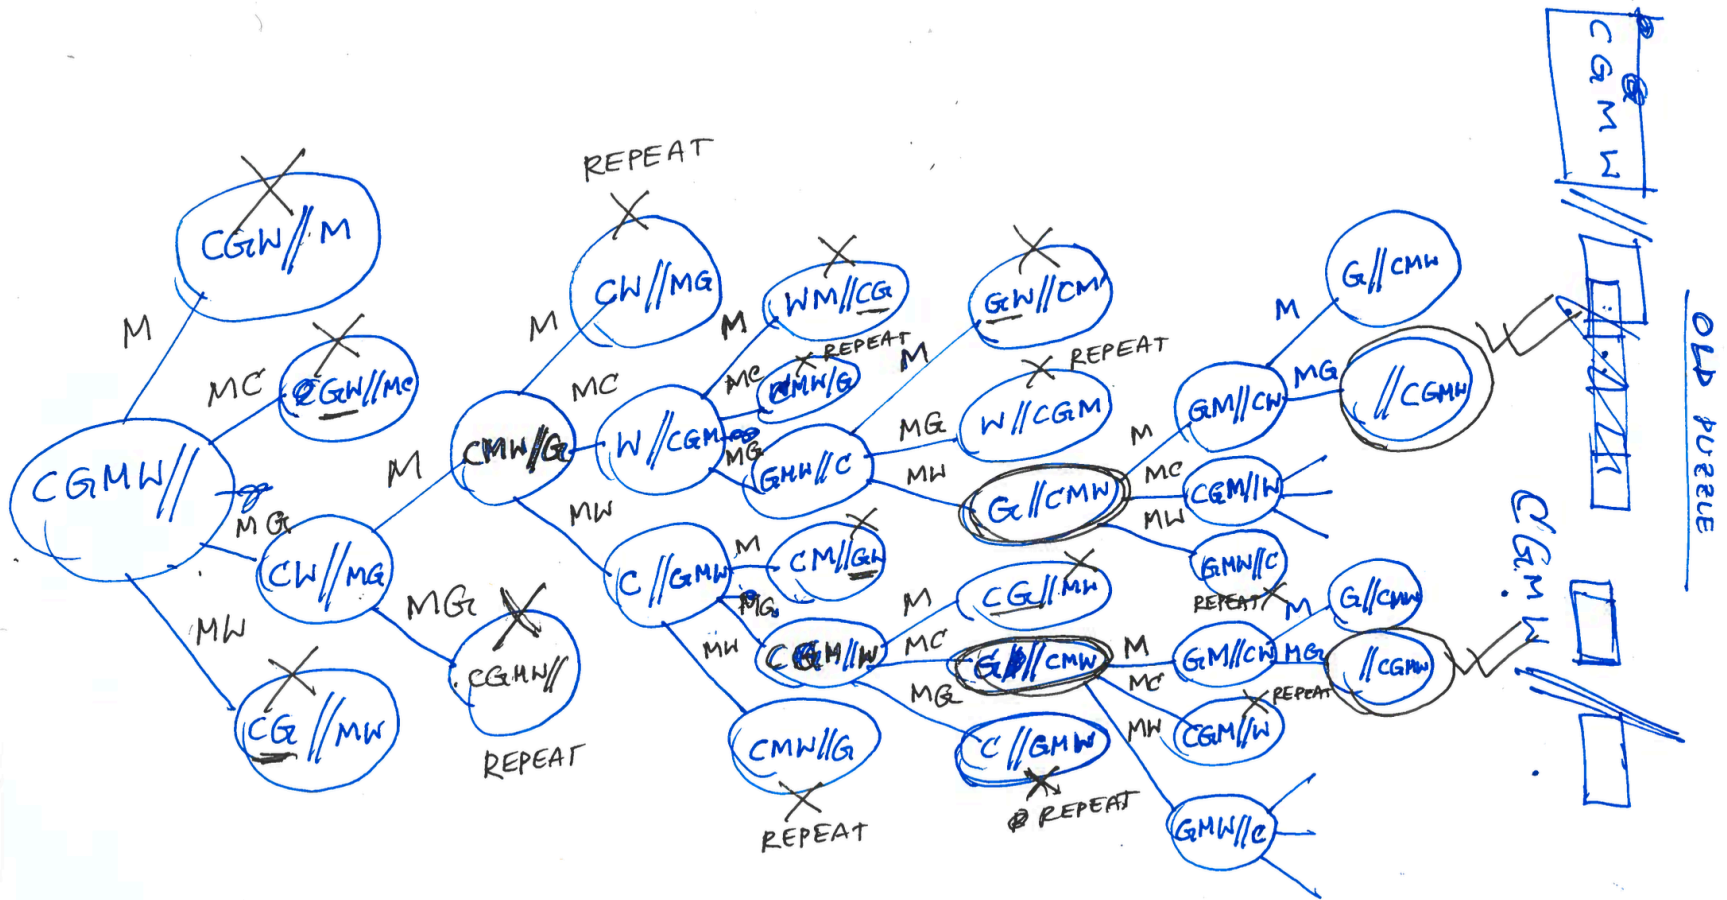 CGMWV//
M
CGW//M
MC
CGW//MC
MG
CW//MG
MW
CG//MW
M
CMW//G
MG
CGMW//
REPEAT
REPEAT
M
CW//MG
MC
W//CGM
MW
C//GMW
M
WM//CG
MC
CMW/G
REPEAT
MG
GMW//C
M
CM//GW
MG
CGM//W
MW
CMW//G
REPEAT
M
GW//CM
MG
W//CGM
REPEAT
MW
G//CMW
M
CG//MW
MC
G//CMW
MG
C//GMW
REPEAT
M
GM//CW
MC
CGM//W
MW
GMW//C
REPEAT
M
GM//CW
MC
CGM//W
REPEAT
MW
GMW//C
M
G//CMW
MG
//CGMW
M
G//CMW
MG
//CGMW
CGMW
//
CGMW
OLD PUZZLE